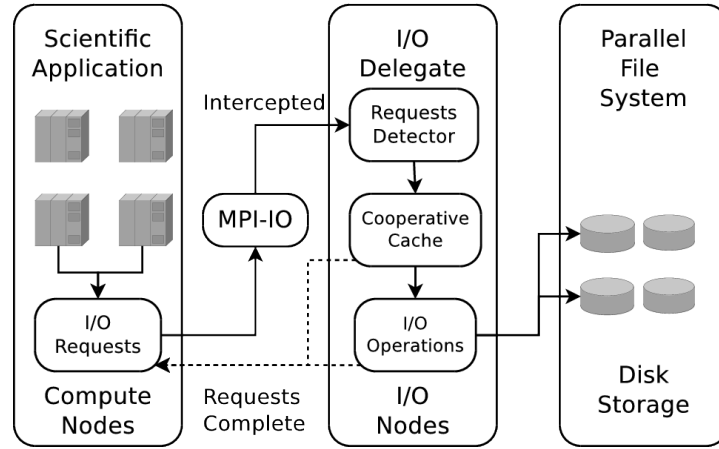 Scientific
Application
I/O
Requests
Compute
Nodes
Intercepted
MPI-IO
Requests
Complete
I/O
Delegate
Requests
Detector
Cooperative
Cache
I/O
Operations
I/O
Nodes
Parallel
File
System
Disk
Storage